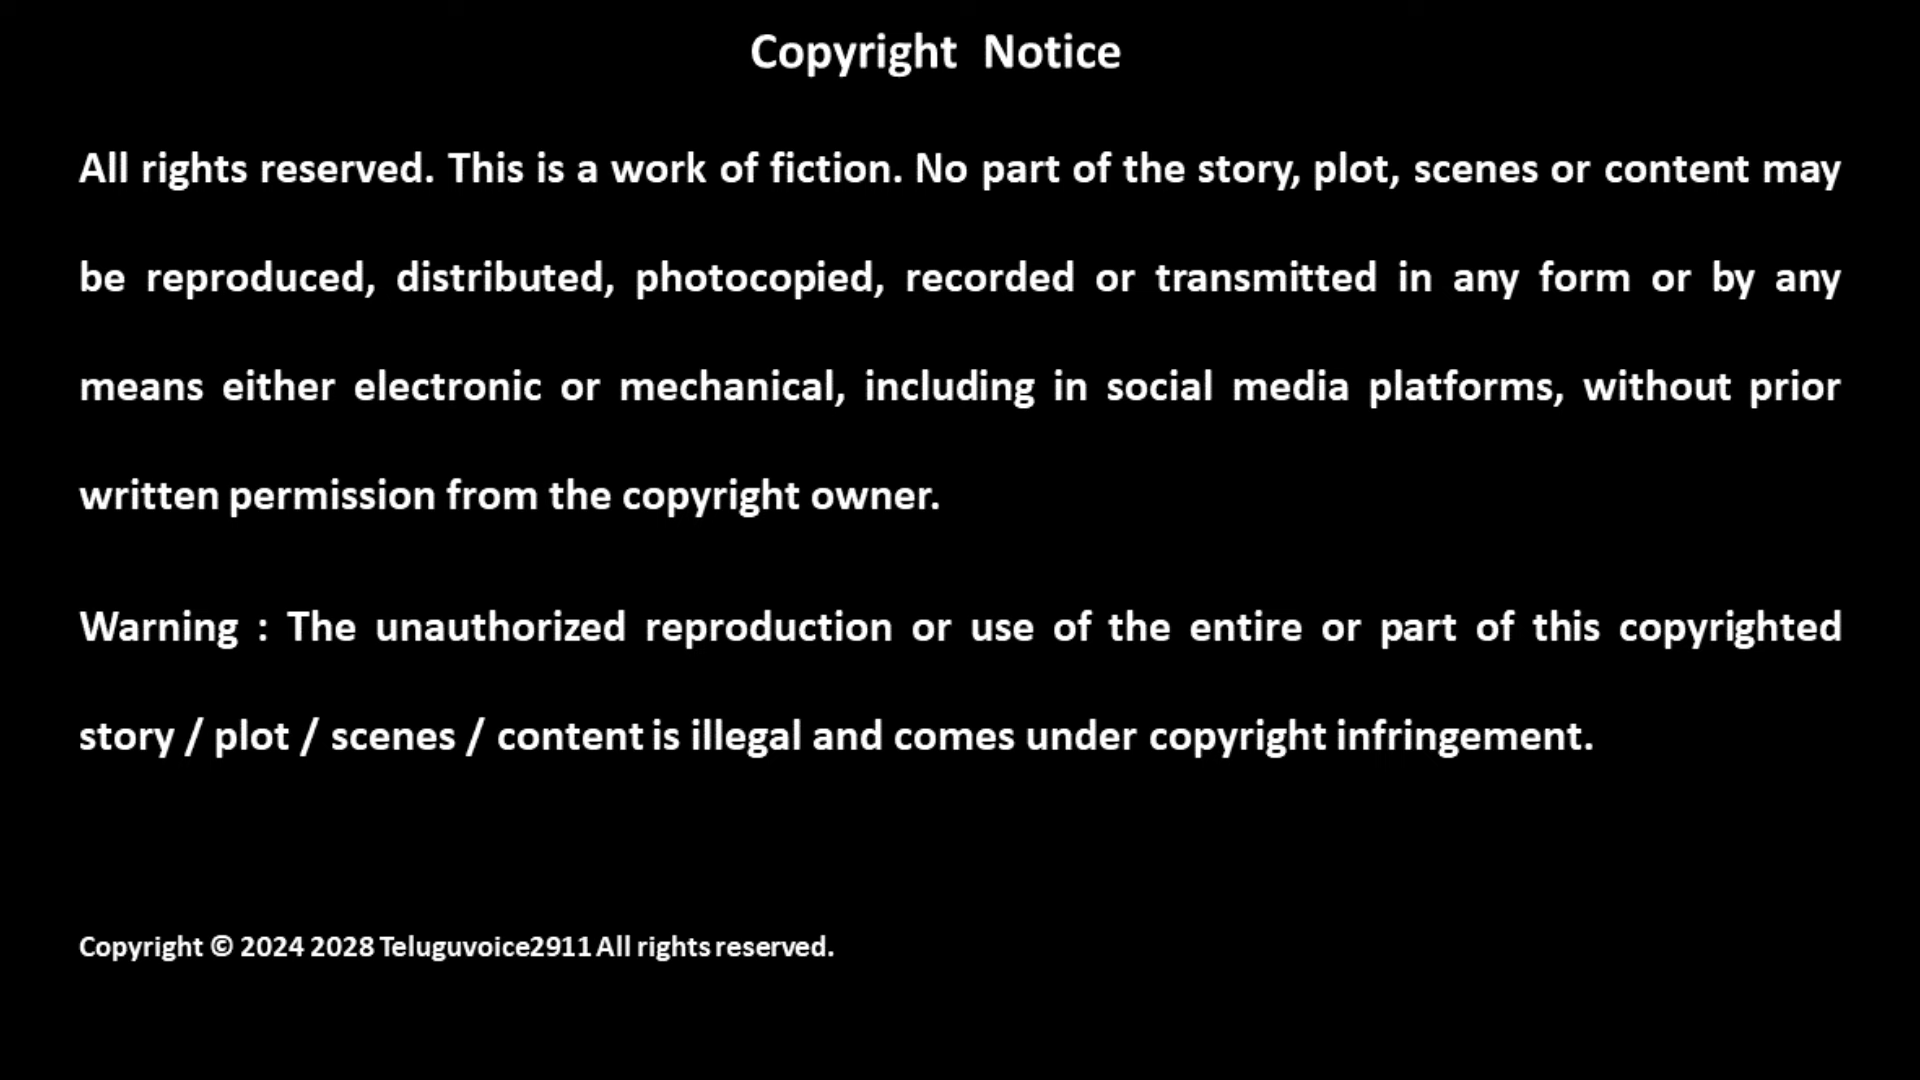 Copyright Notice
All rights reserved. This is a work of fiction. No part of the story, plot, scenes or content may
be reproduced, distributed, photocopied, recorded or transmitted in any form or by any
means either electronic or mechanical, including in social media platforms, without prior
written permission from the copyright owner.
Warning : The unauthorized reproduction or use of the entire or part of this copyrighted
story / plot / scenes / content is illegal and comes under copyright infringement.
Copyright © 2024 2028 Teluguvoice2911 All rights reserved.